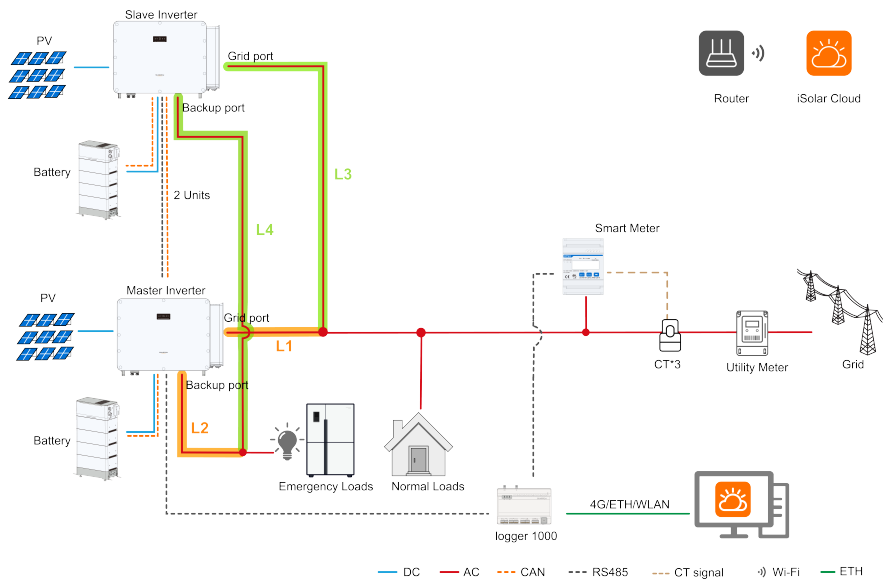 Slave Inverter
PV
Grid port
Backup port
Router
iSolar Cloud
Battery
L3
2 Units
L4
Smart Meter
Master Inverter
PV
Grid port
L1
CT*3
Utility Meter
Grid
Backup port
L2
Battery
Emergency Loads
Normal Loads
4G/ETH/WLAN
logger 1000
DC
AC
CAN
RS485
CT signal
Wi-Fi
ETH